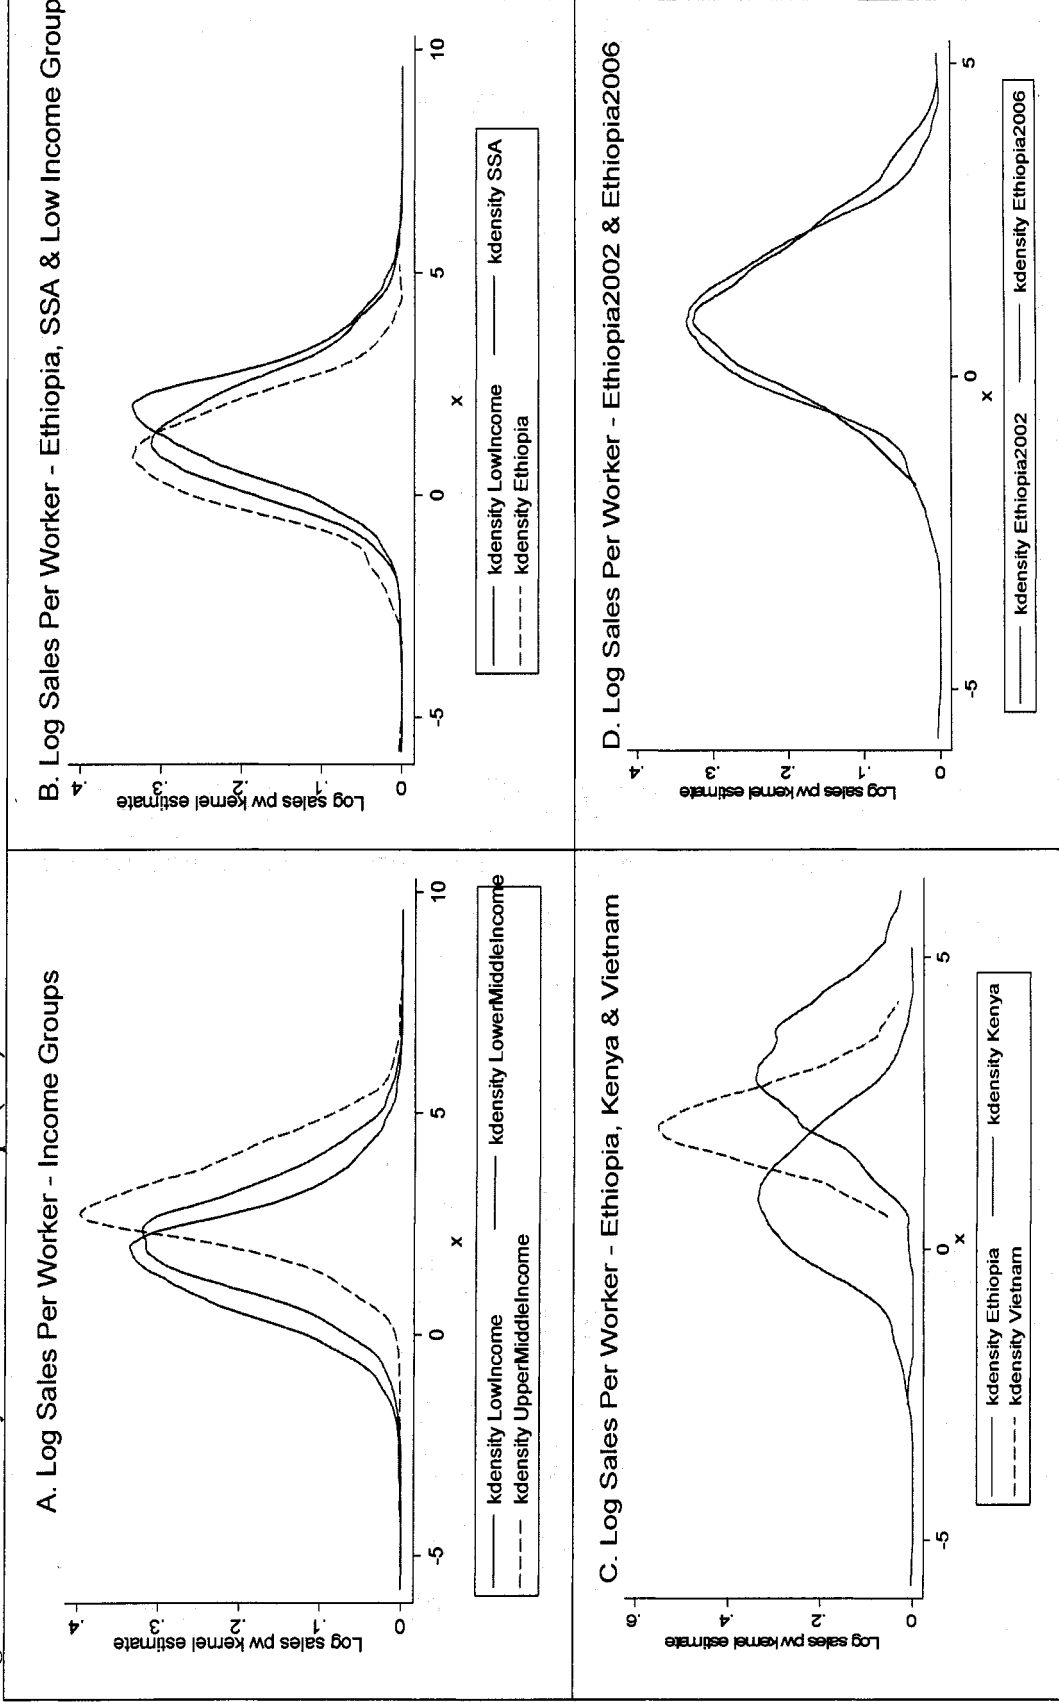 A. Log Sales Per Worker - Income Groups
Log sales pw kernel estimate
0 .1 .2 .3 .4
-5 0 5 10
x
kdensity LowIncome kdensity LowerMiddleIncome
kdensity UpperMiddleIncome
B. Log Sales Per Worker - Ethiopia, SSA & Low Income Group
Log sales pw kernel estimate
0 .1 .2 .3 .4
-5 0 5 10
x
kdensity LowIncome kdensity SSA
kdensity Ethiopia
C. Log Sales Per Worker - Ethiopia, Kenya & Vietnam
Log sales pw kernel estimate
0 .2 .4 .6
-5 0 5
x
kdensity Ethiopia kdensity Kenya
kdensity Vietnam
D. Log Sales Per Worker - Ethiopia2002 & Ethiopia2006
Log sales pw kernel estimate
0 .1 .2 .3 .4
-5 0 5
x
kdensity Ethiopia2002 kdensity Ethiopia2006